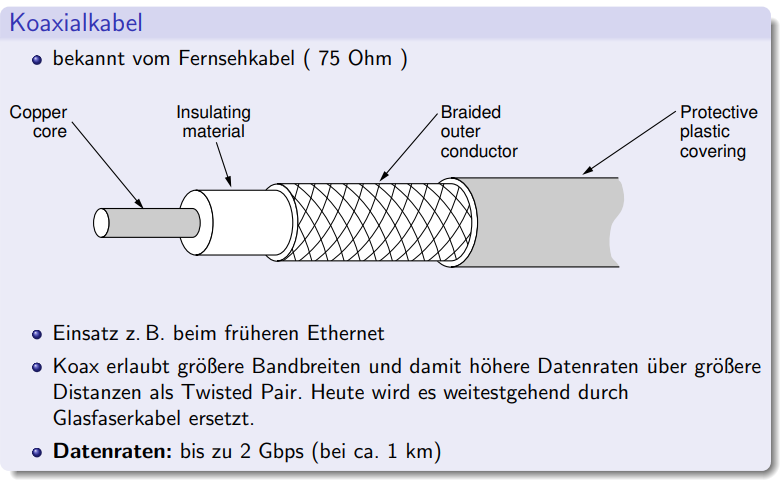 Koaxialkabel
bekannt vom Fernsehkabel ( 75 Ohm )
Copper
core
Insulating
material
Braided
outer
conductor
Protective
plastic
covering
Einsatz z. B. beim früheren Ethernet
Koax erlaubt größere Bandbreiten und damit höhere Datenraten über größere
Distanzen als Twisted Pair. Heute wird es weitestgehend durch
Glasfaserkabel ersetzt.
Datenraten: bis zu 2 Gbps (bei ca. 1 km)